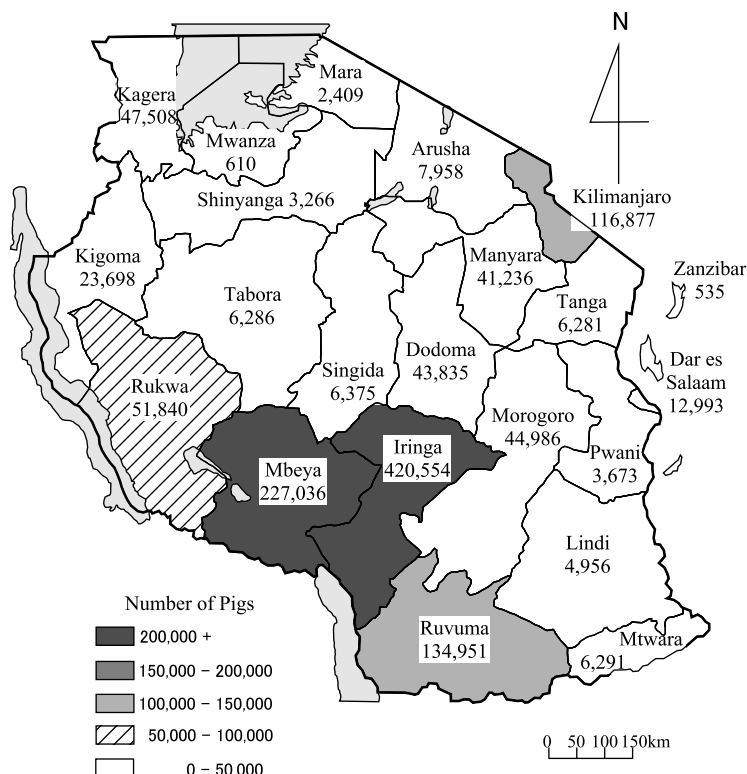 N
Mara
2,409
Kagera
47,508
Mwanza
610
Arusha
7,958
Kilimanjaro
116,877
Shinyanga 3,266
Kigoma
23,698
Manyara
41,236
Zanzibar
535
Tabora
6,286
Tanga
6,281
Dodoma
43,835
Singida
6,375
Dar es
Salaam
12,993
Rukwa
51,840
Morogoro
44,986
Iringa
420,554
Pwani
3,673
Mbeya
227,036
Lindi
4,956
Ruvuma
134,951
Mtwara
6,291
Number of Pigs
200,000 +
150,000 – 200,000
100,000 – 150,000
50,000 – 100,000
0 – 50,000
0 50 100 150km